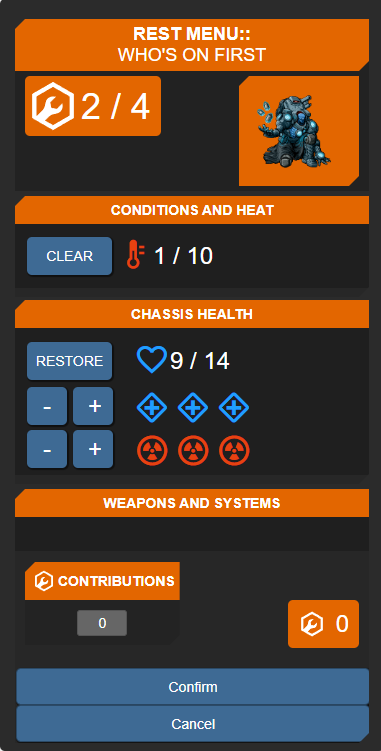 REST MENU::
WHO'S ON FIRST
2 / 4
CONDITIONS AND HEAT
CLEAR
1 / 10
CHASSIS HEALTH
RESTORE
9 / 14
- +
- +
WEAPONS AND SYSTEMS
CONTRIBUTIONS
0
0
Confirm
Cancel